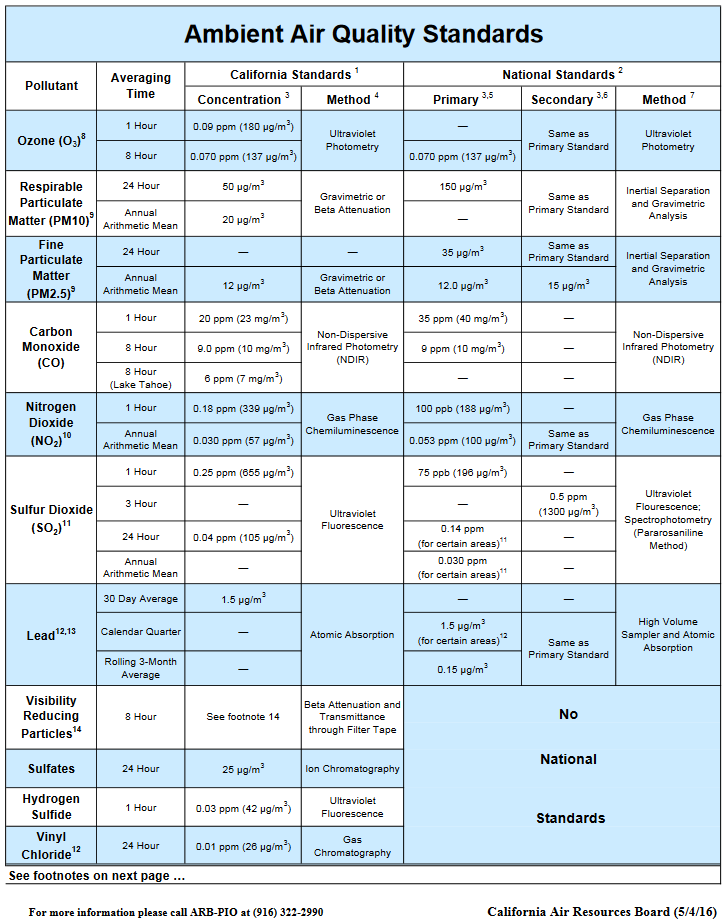 Ambient Air Quality Standards
Pollutant
Averaging
Time
California Standards 1
National Standards 2
Concentration 3
Method 4
Primary 3,5
Secondary 3,6
Method 7
Ozone (O3)8
1 Hour
0.09 ppm (180 µg/m3)
Ultraviolet
Photometry
—
Same as
Primary Standard
Ultraviolet
Photometry
8 Hour
0.070 ppm (137 µg/m3)
0.070 ppm (137 µg/m3)
Respirable
Particulate
Matter (PM10)9
24 Hour
50 µg/m3
Gravimetric or
Beta Attenuation
150 µg/m3
Same as
Primary Standard
Inertial Separation
and Gravimetric
Analysis
Annual
Arithmetic Mean
20 µg/m3
—
Fine
Particulate
Matter
(PM2.5)9
24 Hour
—
—
35 µg/m3
Same as
Primary Standard
Inertial Separation
and Gravimetric
Analysis
Annual
Arithmetic Mean
12 µg/m3
Gravimetric or
Beta Attenuation
12.0 µg/m3
15 µg/m3
Carbon
Monoxide
(CO)
1 Hour
20 ppm (23 mg/m3)
Non-Dispersive
Infrared Photometry
(NDIR)
35 ppm (40 mg/m3)
—
Non-Dispersive
Infrared Photometry
(NDIR)
8 Hour
9.0 ppm (10 mg/m3)
9 ppm (10 mg/m3)
—
8 Hour
(Lake Tahoe)
6 ppm (7 mg/m3)
—
—
Nitrogen
Dioxide
(NO2)10
1 Hour
0.18 ppm (339 µg/m3)
Gas Phase
Chemiluminescence
100 ppb (188 µg/m3)
—
Gas Phase
Chemiluminescence
Annual
Arithmetic Mean
0.030 ppm (57 µg/m3)
0.053 ppm (100 µg/m3)
Same as
Primary Standard
Sulfur Dioxide
(SO2)11
1 Hour
0.25 ppm (655 µg/m3)
Ultraviolet
Fluorescence
75 ppb (196 µg/m3)
—
Ultraviolet
Flourescence;
Spectrophotometry
(Pararosaniline
Method)
3 Hour
—
—
0.5 ppm
(1300 µg/m3)
24 Hour
0.04 ppm (105 µg/m3)
0.14 ppm
(for certain areas)11
—
Annual
Arithmetic Mean
—
0.030 ppm
(for certain areas)11
—
Lead12,13
30 Day Average
1.5 µg/m3
Atomic Absorption
—
—
High Volume
Sampler and Atomic
Absorption
Calendar Quarter
—
1.5 µg/m3
(for certain areas)12
Same as
Primary Standard
Rolling 3-Month
Average
—
0.15 µg/m3
Visibility
Reducing
Particles14
8 Hour
See footnote 14
Beta Attenuation and
Transmittance
through Filter Tape
No
National
Standards
Sulfates
24 Hour
25 µg/m3
Ion Chromatography
Hydrogen
Sulfide
1 Hour
0.03 ppm (42 µg/m3)
Ultraviolet
Fluorescence
Vinyl
Chloride12
24 Hour
0.01 ppm (26 µg/m3)
Gas
Chromatography
See footnotes on next page …
For more information please call ARB-PIO at (916) 322-2990
California Air Resources Board (5/4/16)